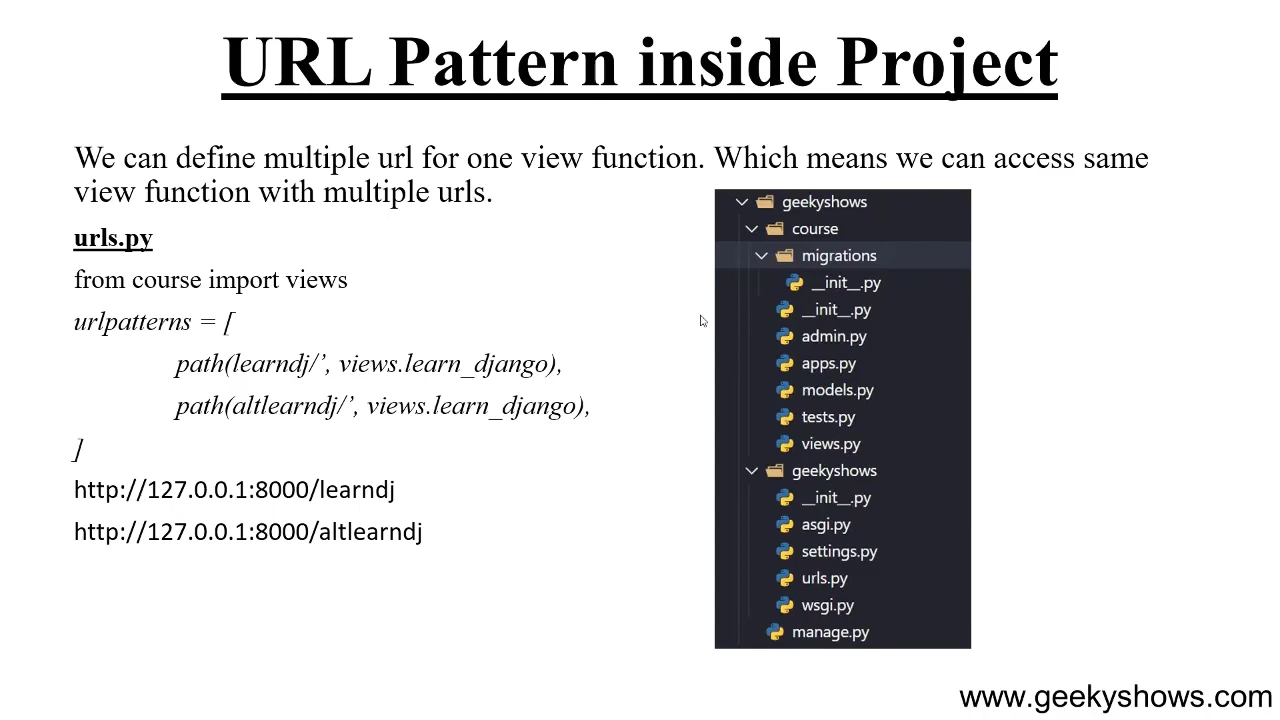 URL Pattern inside Project
We can define multiple url for one view function. Which means we can access same
view function with multiple urls.
urls.py
from course import views
urlpatterns = [
path(learndj/’, views.learn_django),
path(altlearndj/’, views.learn_django),
]
http://127.0.0.1:8000/learndj
http://127.0.0.1:8000/altlearndj
geekyshows
course
migrations
__init__.py
__init__.py
admin.py
apps.py
models.py
tests.py
views.py
geekyshows
__init__.py
asgi.py
settings.py
urls.py
wsgi.py
manage.py
www.geekyshows.com